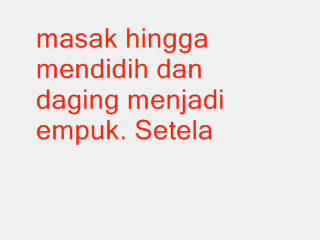 masak hingga
mendidih dan
daging menjadi
empuk. Setela